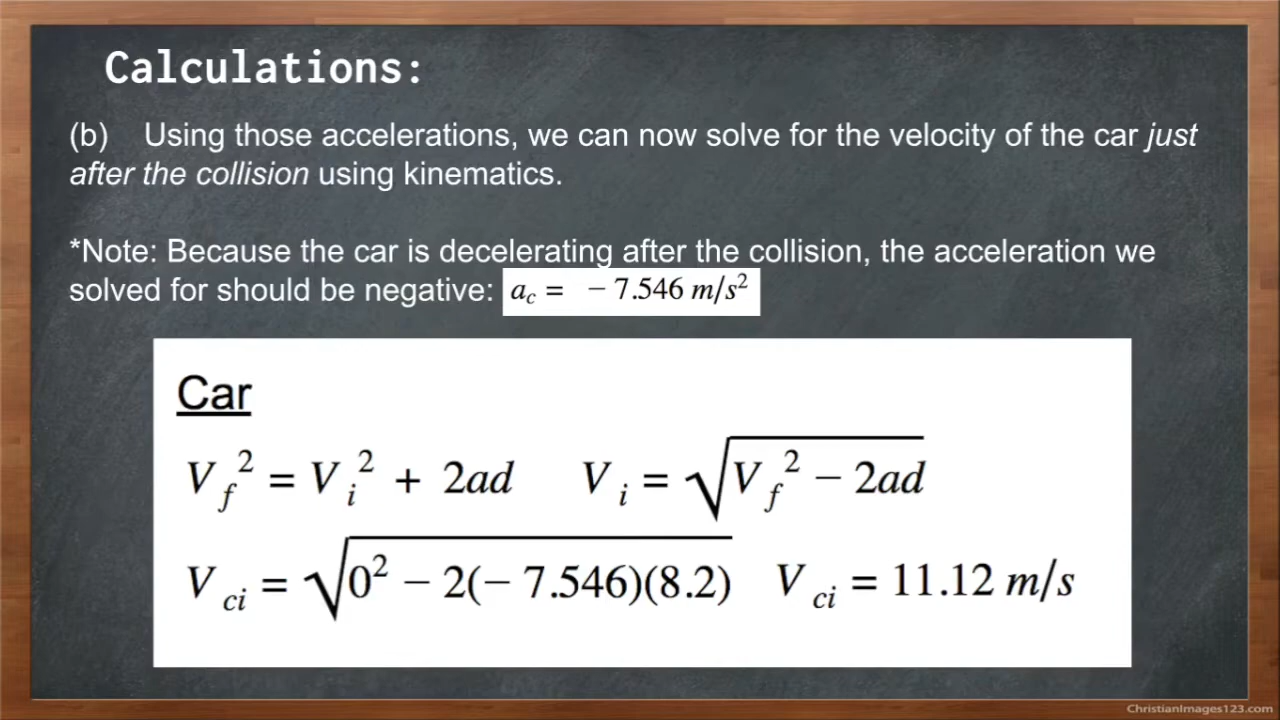 Calculations:
(b) Using those accelerations, we can now solve for the velocity of the car just
after the collision using kinematics.
*Note: Because the car is decelerating after the collision, the acceleration we
solved for should be negative: a_c = − 7.546 m/s²
Car
V_f² = V_i² + 2ad V_i = √(V_f² − 2ad)
V_ci = √(0² − 2(− 7.546)(8.2)) V_ci = 11.12 m/s
ChristianImages123.com